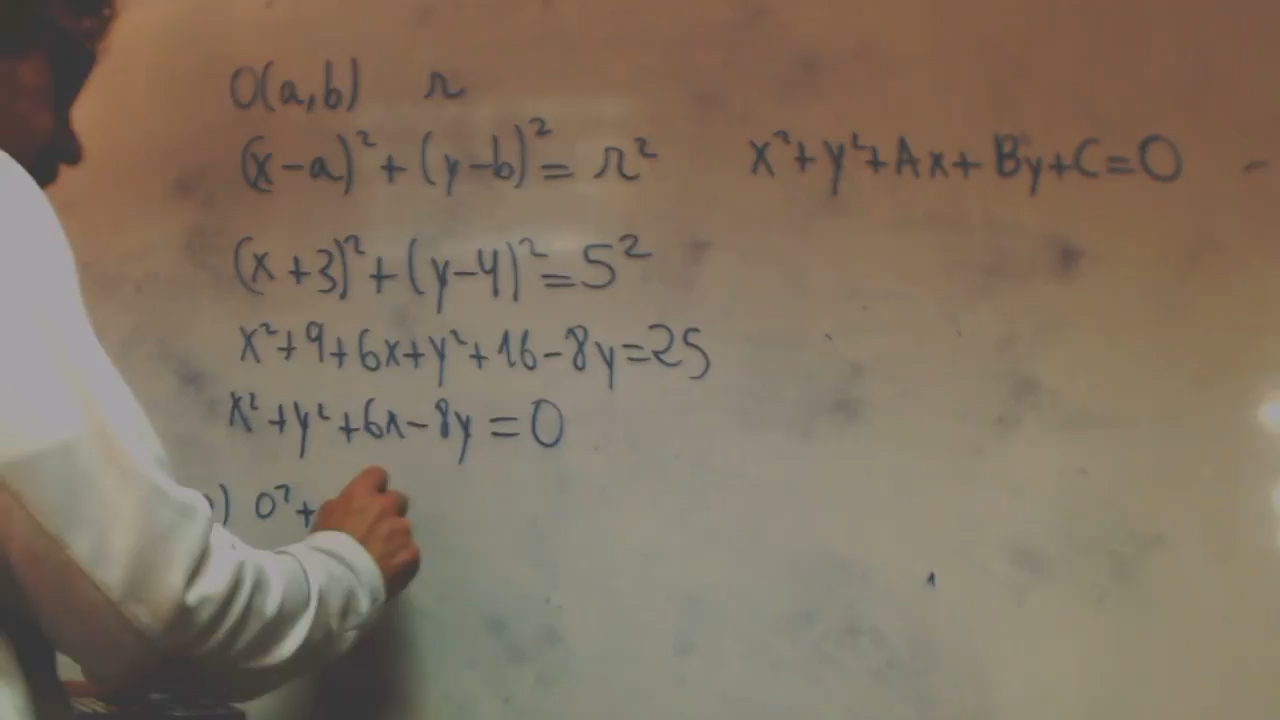 O(a,b) r
(x-a)²+(y-b)²=r² x²+y²+Ax+By+C=0
(x+3)²+(y-4)²=5²
x²+9+6x+y²+16-8y=25
x²+y²+6x-8y=0
) 0²+